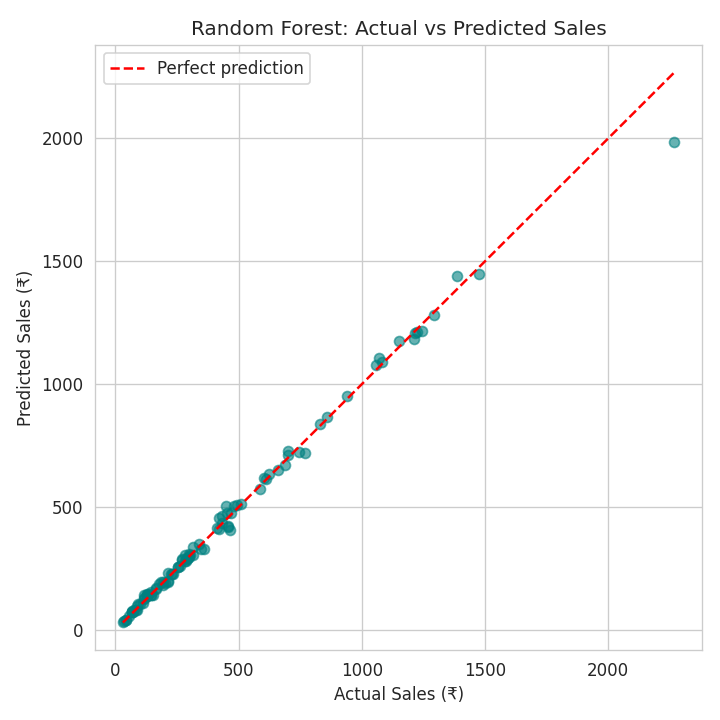 Random Forest: Actual vs Predicted Sales
Perfect prediction
Predicted Sales (₹)
2000
1500
1000
500
0
0 500 1000 1500 2000
Actual Sales (₹)